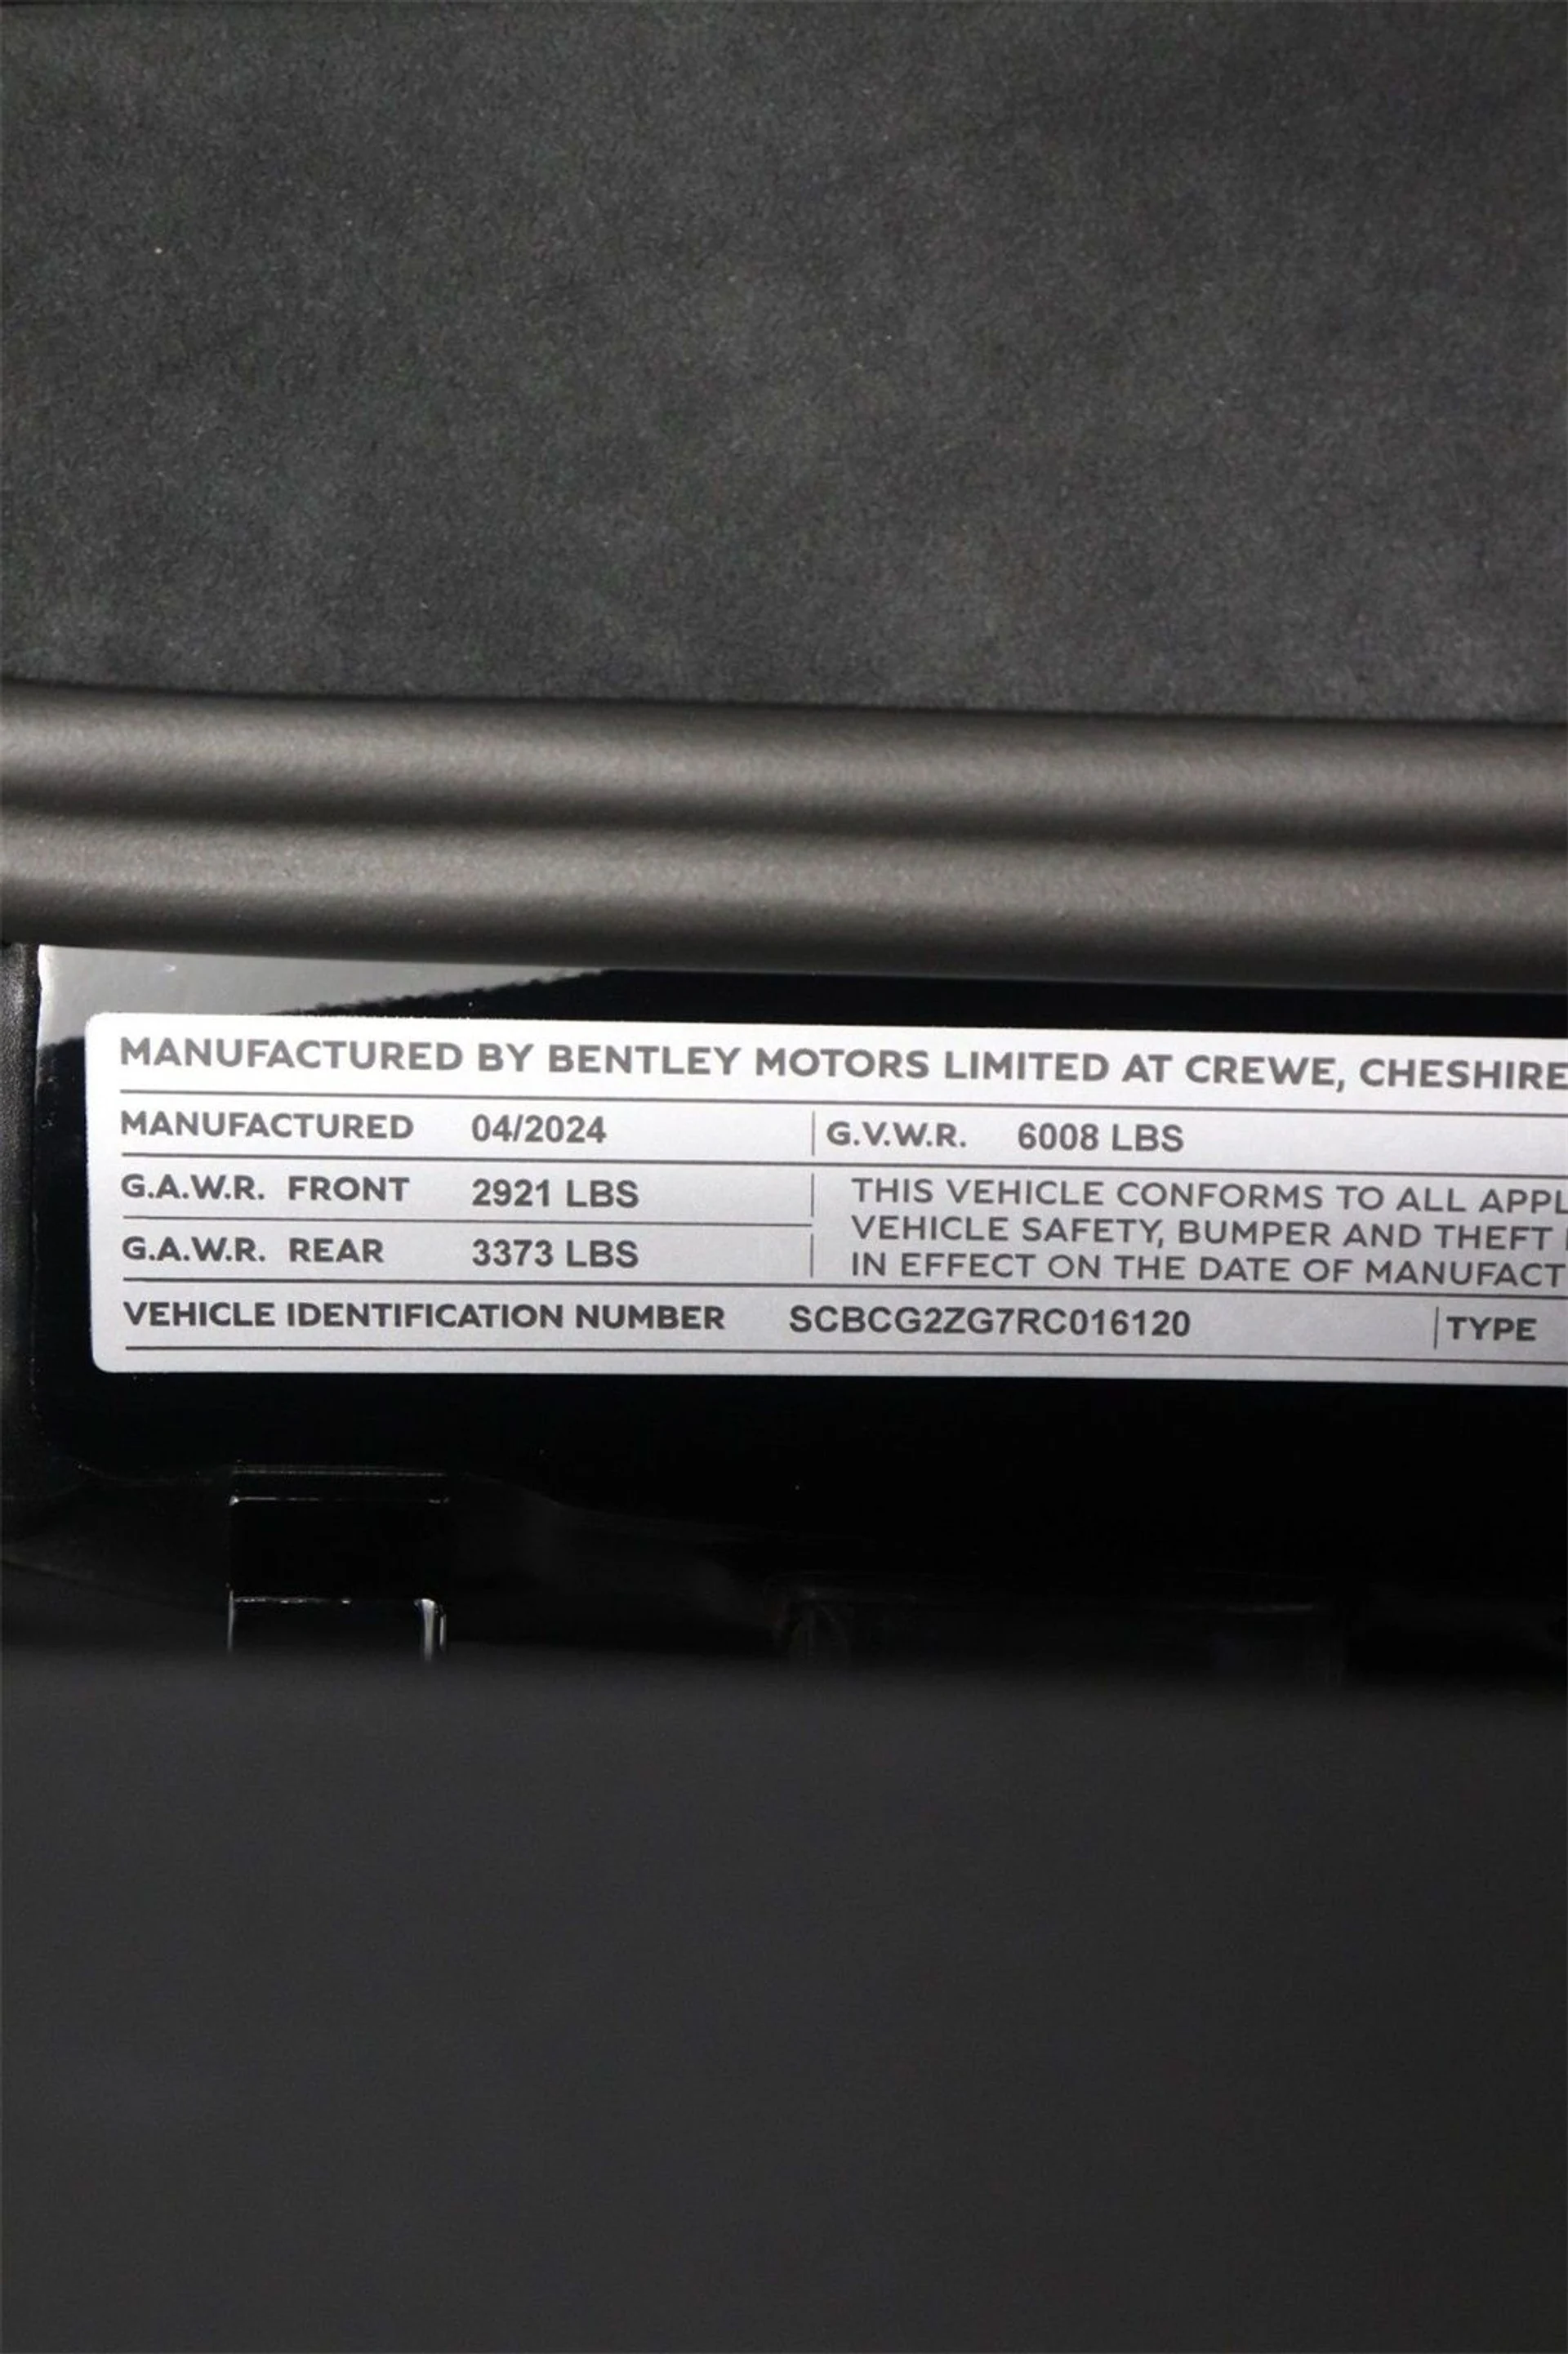 MANUFACTURED BY BENTLEY MOTORS LIMITED AT CREWE, CHESHIRE
MANUFACTURED 04/2024 G.V.W.R. 6008 LBS
G.A.W.R. FRONT 2921 LBS
G.A.W.R. REAR 3373 LBS
THIS VEHICLE CONFORMS TO ALL APPL
VEHICLE SAFETY, BUMPER AND THEFT
IN EFFECT ON THE DATE OF MANUFACT
VEHICLE IDENTIFICATION NUMBER SCBCG2ZG7RC016120 TYPE